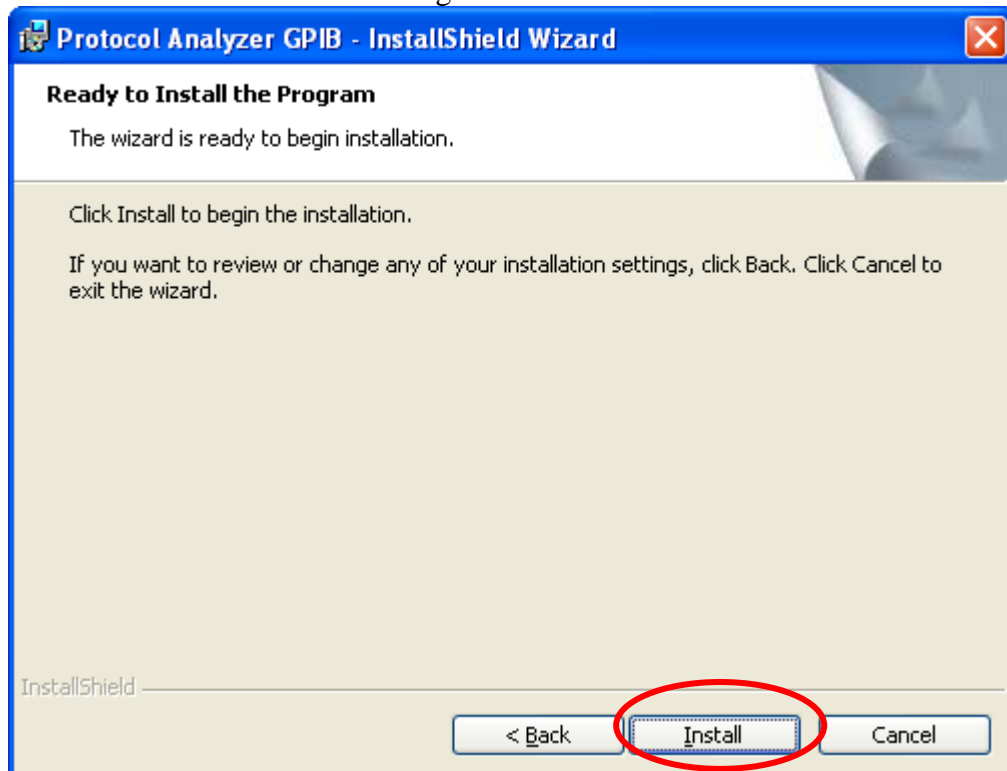 Protocol Analyzer GPIB - InstallShield Wizard
Ready to Install the Program
The wizard is ready to begin installation.
Click Install to begin the installation.
If you want to review or change any of your installation settings, click Back. Click Cancel to
exit the wizard.
InstallShield
< Back Install Cancel